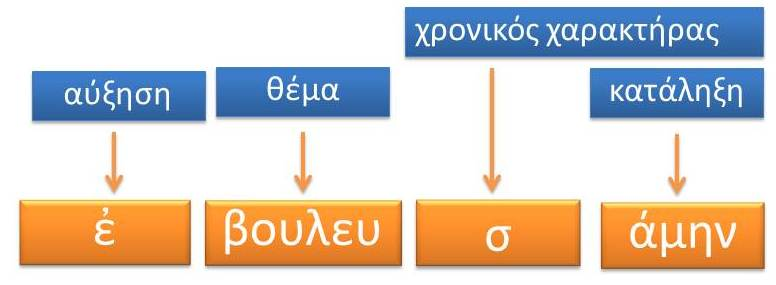 χρονικός χαρακτήρας
αύξηση θέμα κατάληξη
ἐ βουλευ σ άμην